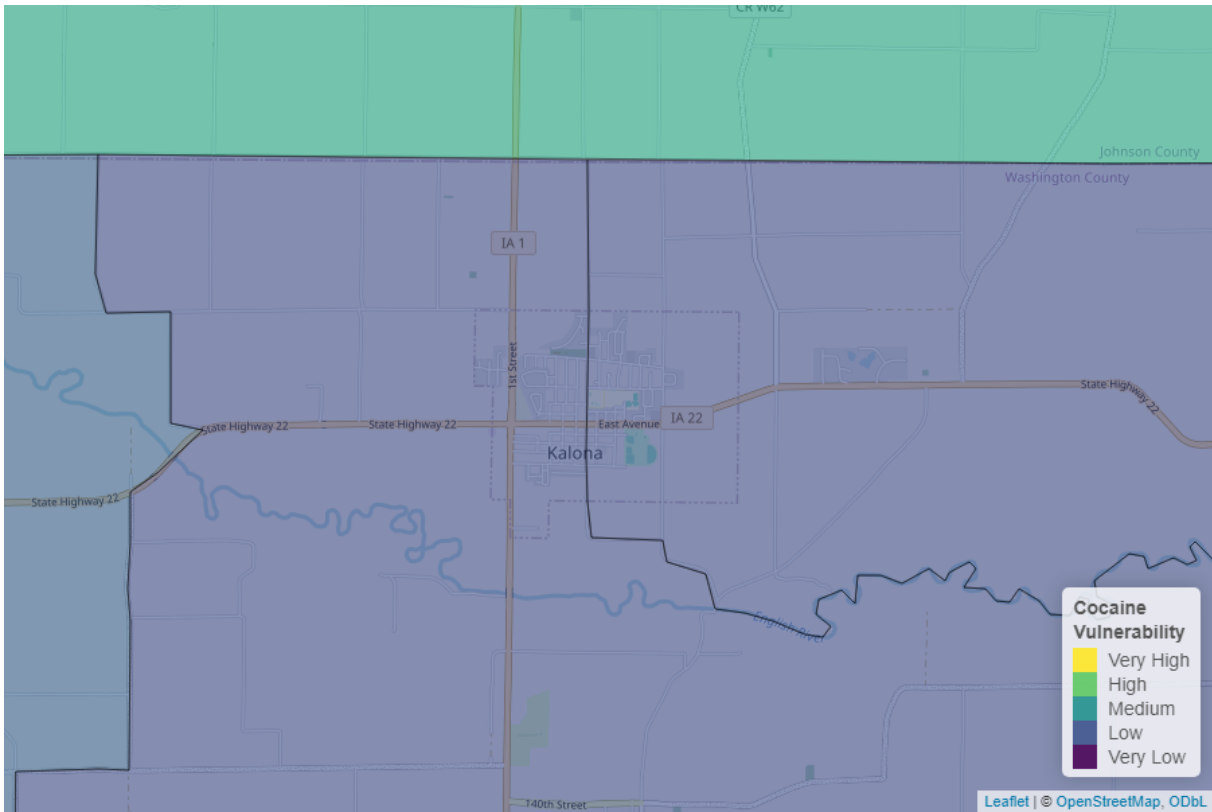 CR W62
Johnson County
Washington County
IA 1
1st Street
State Highway 22
State Highway 22
State Highway 22
East Avenue
IA 22
State Highway 22
Kalona
English River
140th Street
Cocaine
Vulnerability
Very High
High
Medium
Low
Very Low
Leaflet | © OpenStreetMap, ODbL